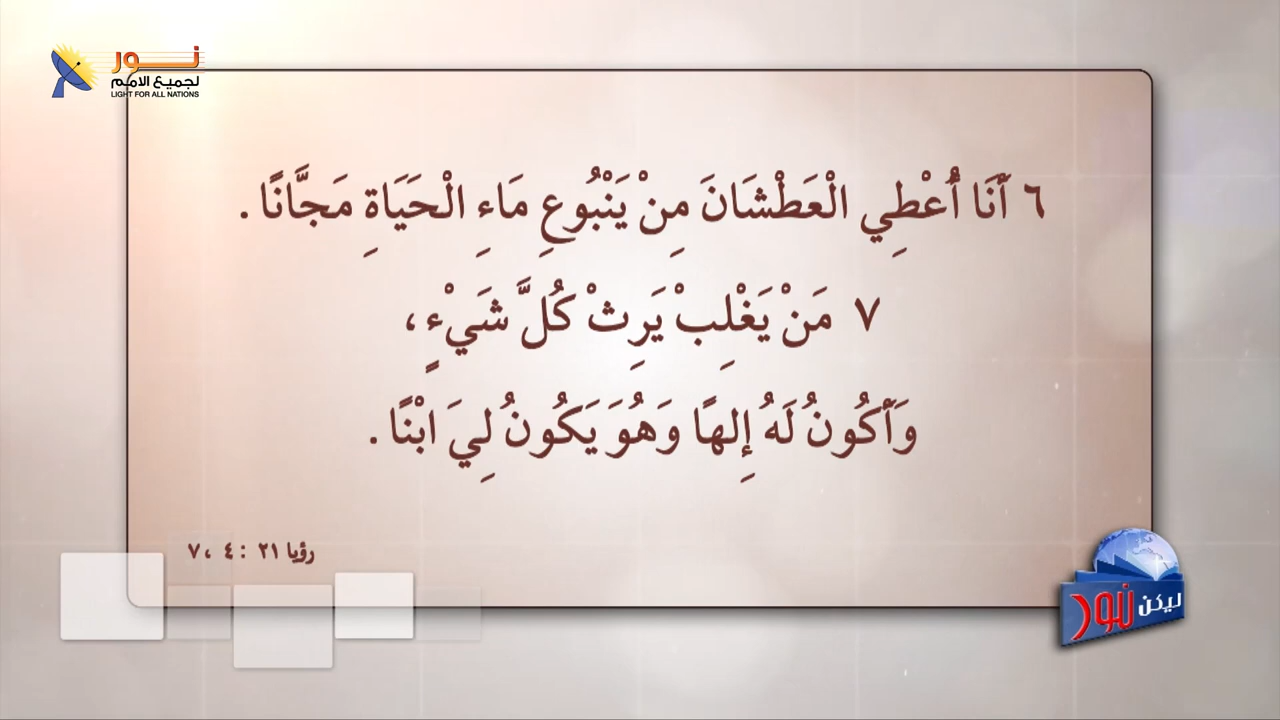 نور
لجميع الامم
LIGHT FOR ALL NATIONS
٦ أَنَا أُعْطِي الْعَطْشَانَ مِنْ يَنْبُوعِ مَاءِ الْحَيَاةِ مَجَّانًا .
٧ مَنْ يَغْلِبْ يَرِثْ كُلَّ شَيْءٍ ،
وَأَكُونُ لَهُ إِلهًا وَهُوَ يَكُونُ لِيَ ابْنًا .
رؤيا ٢١ : ٤ ،٧
ليكن نور